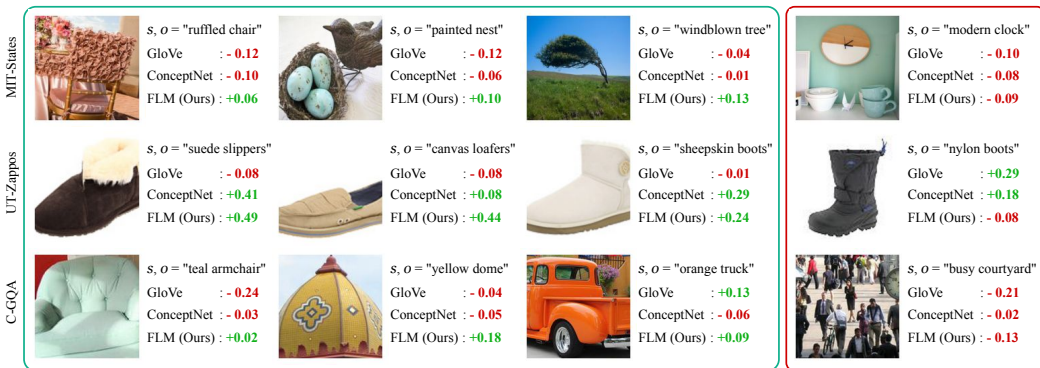 MIT-States
s, o = "ruffled chair"
GloVe : - 0.12
ConceptNet : - 0.10
FLM (Ours) : +0.06
s, o = "painted nest"
GloVe : - 0.12
ConceptNet : - 0.06
FLM (Ours) : +0.10
s, o = "windblown tree"
GloVe : - 0.04
ConceptNet : - 0.01
FLM (Ours) : +0.13
s, o = "modern clock"
GloVe : - 0.10
ConceptNet : - 0.08
FLM (Ours) : - 0.09
UT-Zappos
s, o = "suede slippers"
GloVe : - 0.08
ConceptNet : +0.41
FLM (Ours) : +0.49
s, o = "canvas loafers"
GloVe : - 0.08
ConceptNet : +0.08
FLM (Ours) : +0.44
s, o = "sheepskin boots"
GloVe : - 0.01
ConceptNet : +0.29
FLM (Ours) : +0.24
s, o = "nylon boots"
GloVe : +0.29
ConceptNet : +0.18
FLM (Ours) : - 0.08
C-GQA
s, o = "teal armchair"
GloVe : - 0.24
ConceptNet : - 0.03
FLM (Ours) : +0.02
s, o = "yellow dome"
GloVe : - 0.04
ConceptNet : - 0.05
FLM (Ours) : +0.18
s, o = "orange truck"
GloVe : +0.13
ConceptNet : - 0.06
FLM (Ours) : +0.09
s, o = "busy courtyard"
GloVe : - 0.21
ConceptNet : - 0.02
FLM (Ours) : - 0.13